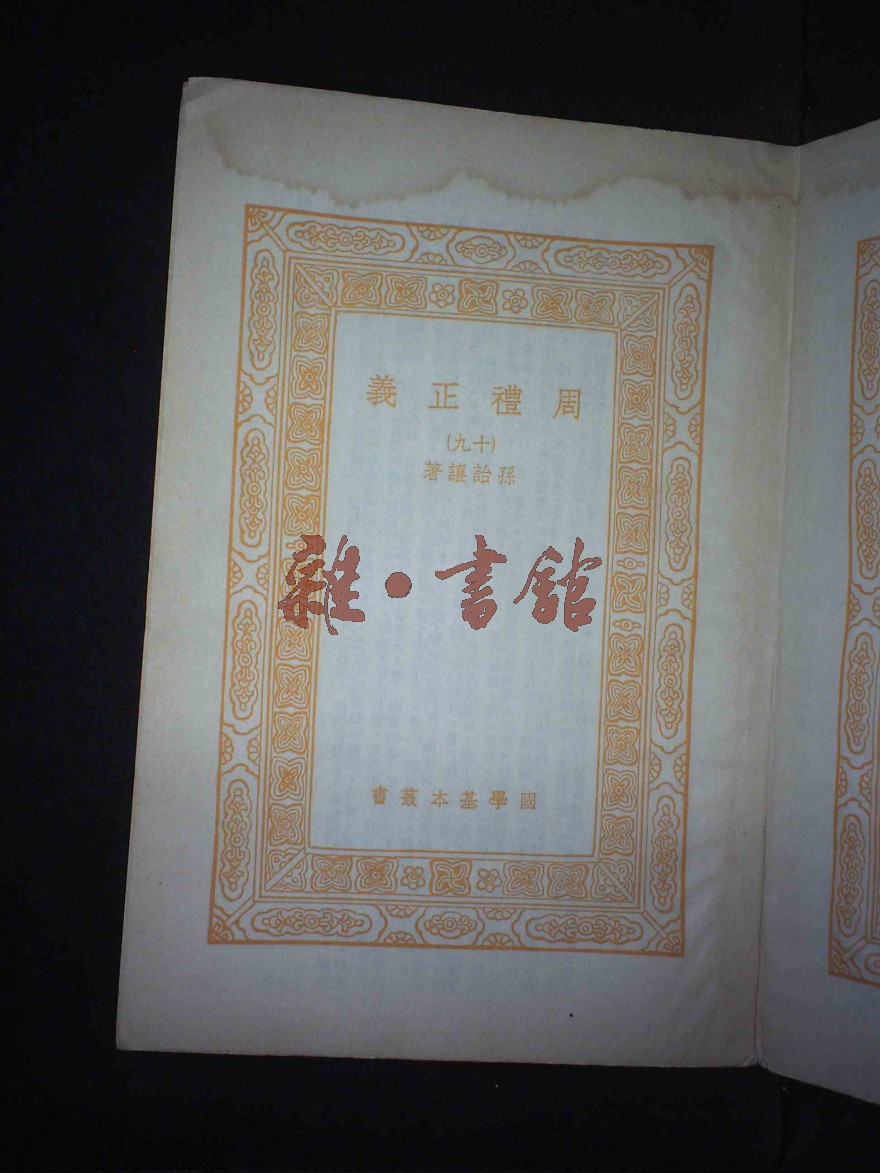 周禮正義
(十九)
孫詒讓著
雜·書館
國學基本叢書